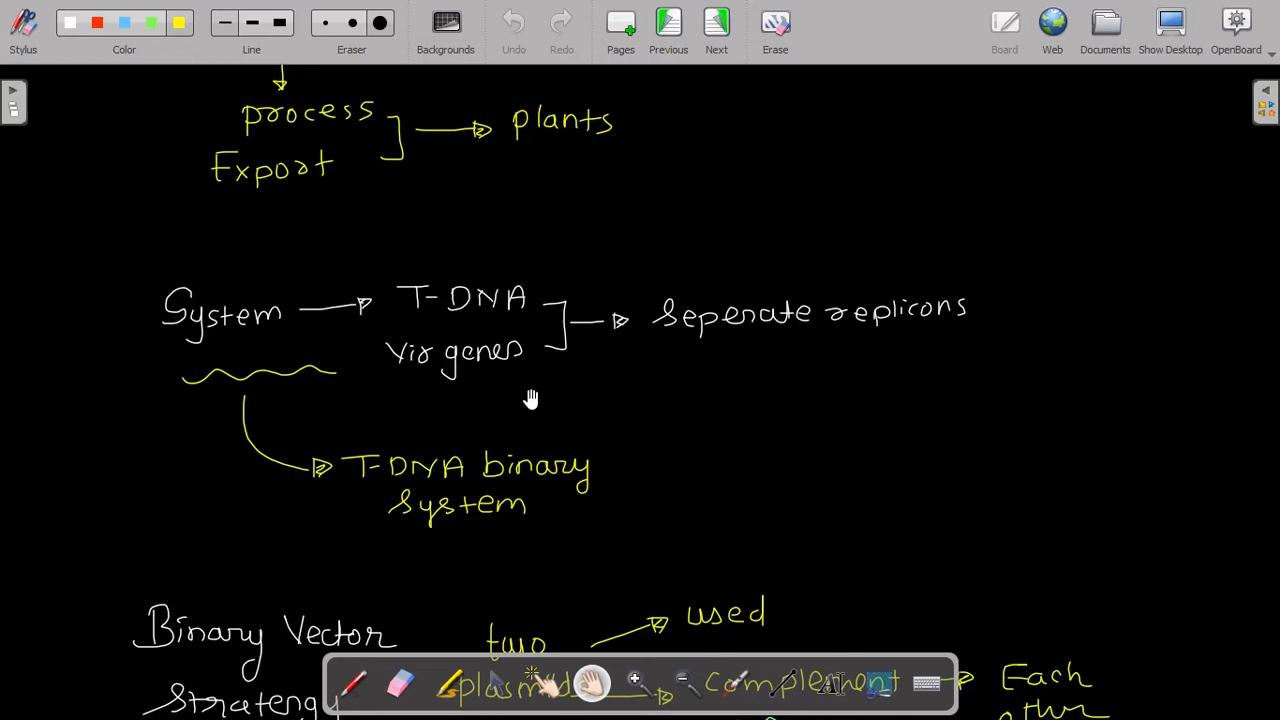 Stylus
Color
Line
Eraser
Backgrounds
Undo
Redo
Pages
Previous
Next
Erase
Board
Web
Documents
Show Desktop
OpenBoard
process
Export
plants
System
T-DNA
Vir genes
Seperate replicons
T-DNA binary
System
Binary Vector
Strategy
two
plasmids
used
complement
Each
other